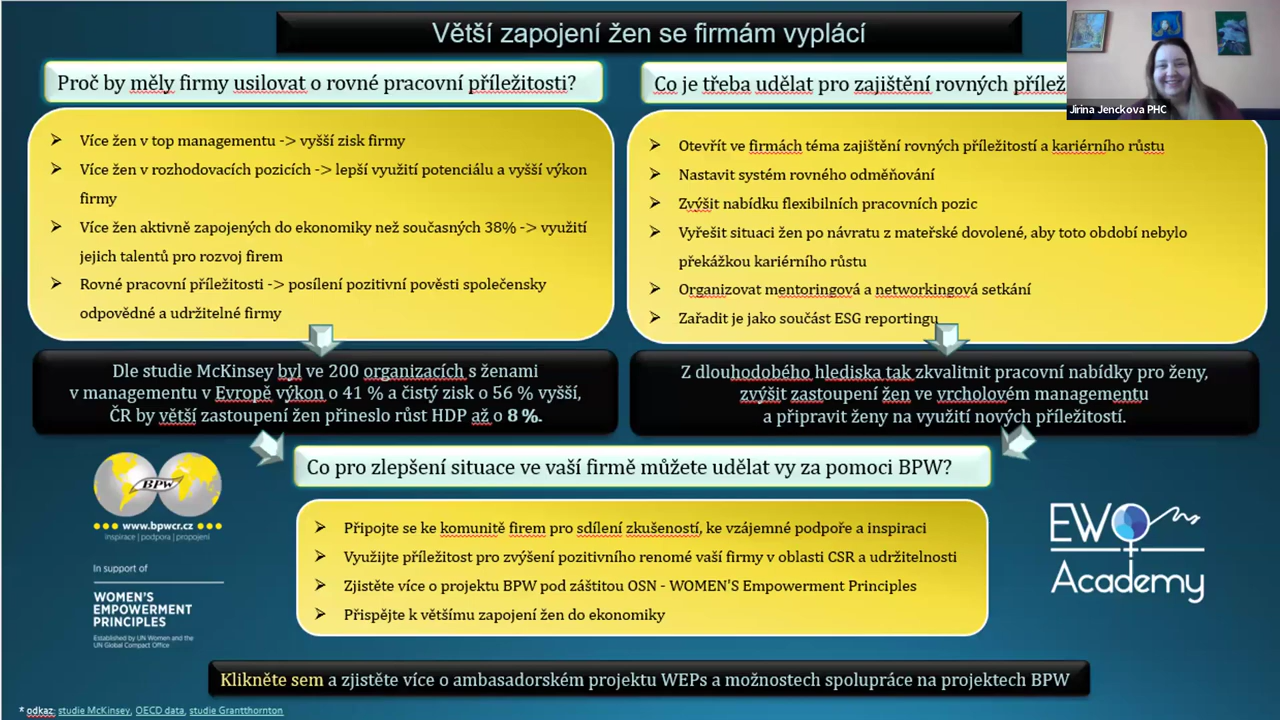 Větší zapojení žen se firmám vyplácí
Jirina Jenckova PHC
Proč by měly firmy usilovat o rovné pracovní příležitosti?
Více žen v top managementu -> vyšší zisk firmy
Více žen v rozhodovacích pozicích -> lepší využití potenciálu a vyšší výkon
firmy
Více žen aktivně zapojených do ekonomiky než současných 38% -> využití
jejich talentů pro rozvoj firem
Rovné pracovní příležitosti -> posílení pozitivní pověsti společensky
odpovědné a udržitelné firmy
Dle studie McKinsey byl ve 200 organizacích s ženami
v managementu v Evropě výkon o 41 % a čistý zisk o 56 % vyšší,
ČR by větší zastoupení žen přineslo růst HDP až o 8 %.
Co je třeba udělat pro zajištění rovných přílež
Otevřít ve firmách téma zajištění rovných příležitostí a kariérního růstu
Nastavit systém rovného odměňování
Zvýšit nabídku flexibilních pracovních pozic
Vyřešit situaci žen po návratu z mateřské dovolené, aby toto období nebylo
překážkou kariérního růstu
Organizovat mentoringová a networkingová setkání
Zařadit je jako součást ESG reportingu
Z dlouhodobého hlediska tak zkvalitnit pracovní nabídky pro ženy,
zvýšit zastoupení žen ve vrcholovém managementu
a připravit ženy na využití nových příležitostí.
Co pro zlepšení situace ve vaší firmě můžete udělat vy za pomoci BPW?
Připojte se ke komunitě firem pro sdílení zkušeností, ke vzájemné podpoře a inspiraci
Využijte příležitost pro zvýšení pozitivního renomé vaší firmy v oblasti CSR a udržitelnosti
Zjistěte více o projektu BPW pod záštitou OSN - WOMEN'S Empowerment Principles
Přispějte k většímu zapojení žen do ekonomiky
BPW
www.bpwcr.cz
inspirace | podpora | propojení
In support of
WOMEN'S
EMPOWERMENT
PRINCIPLES
Established by UN Women and the
UN Global Compact Office
EWO
Academy
Klikněte sem a zjistěte více o ambasadorském projektu WEPs a možnostech spolupráce na projektech BPW
* odkaz: studie McKinsey, OECD data, studie Grantthornton